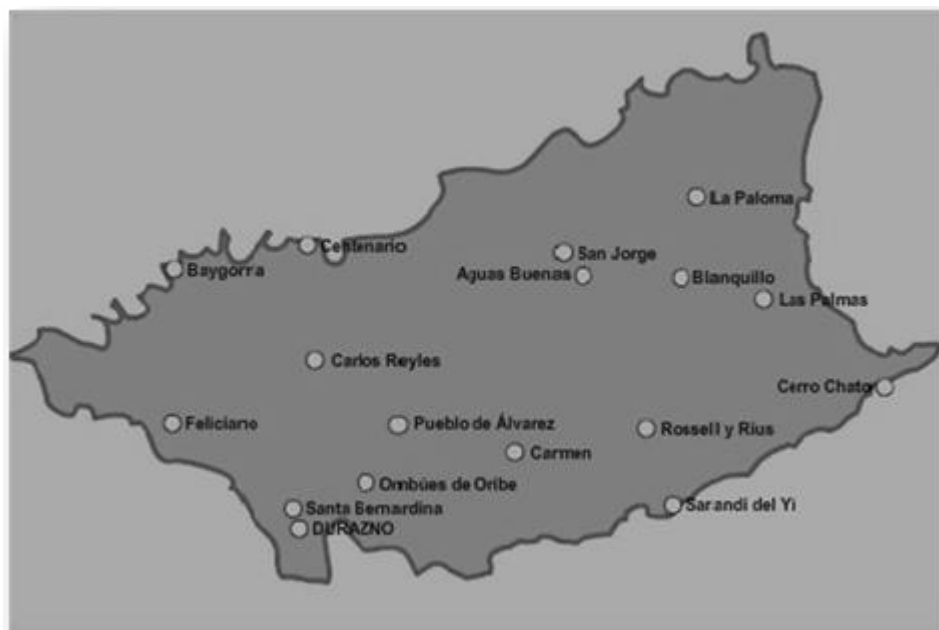 La Paloma
Centenario
San Jorge
Baygorra
Aguas Buenas
Blanquillo
Las Palmas
Carlos Reyles
Cerro Chato
Feliciano
Pueblo de Álvarez
Rossell y Rius
Carmen
Ombúes de Oribe
Santa Bernardina
Sarandi del Yi
DURAZNO